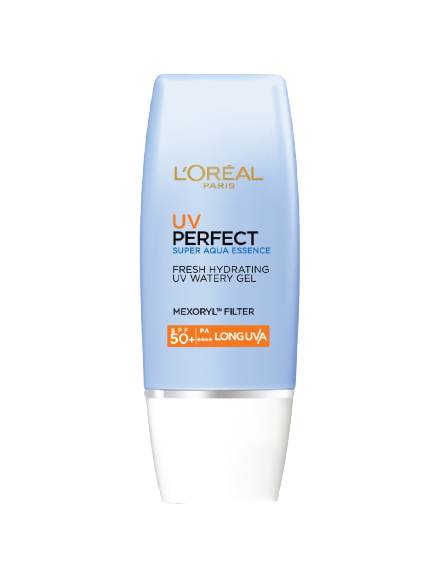 L'ORÉAL
PARIS
UV
PERFECT
SUPER AQUA ESSENCE
FRESH HYDRATING
UV WATERY GEL
MEXORYL™ FILTER
SPF 50+ PA ++++ LONG UVA